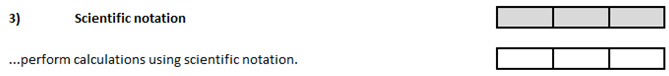 3) Scientific notation
...perform calculations using scientific notation.